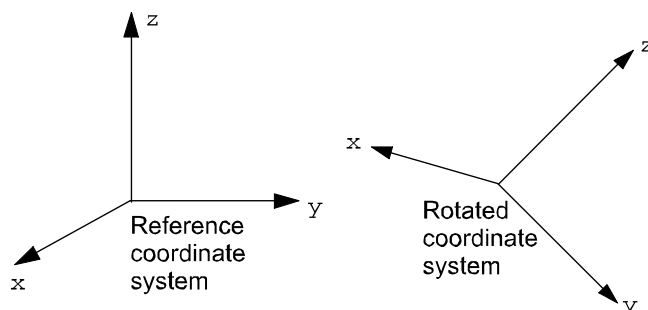 z
y
x
Reference
coordinate
system
z
x
y
Rotated
coordinate
system